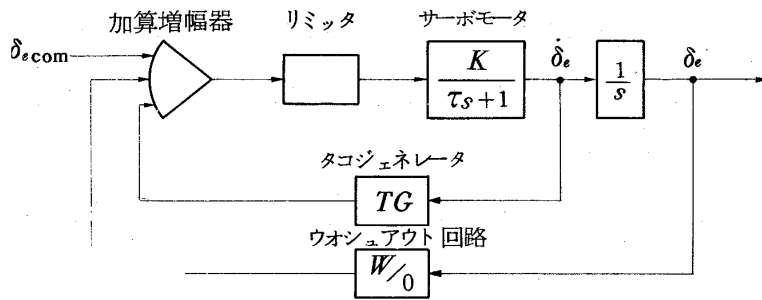 加算増幅器
リミッタ
サーボモータ
δecom
K
τs+1
δ̇e
1
s
δe
タコジェネレータ
TG
ウオシュアウト回路
W/0